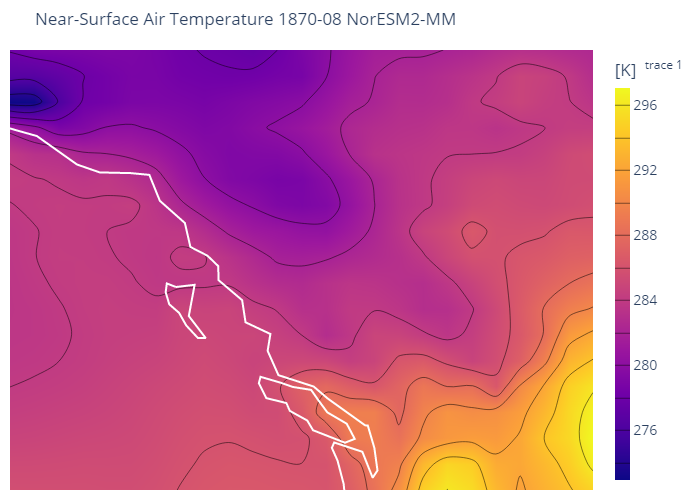 Near-Surface Air Temperature 1870-08 NorESM2-MM
[K]
trace 1
296
292
288
284
280
276